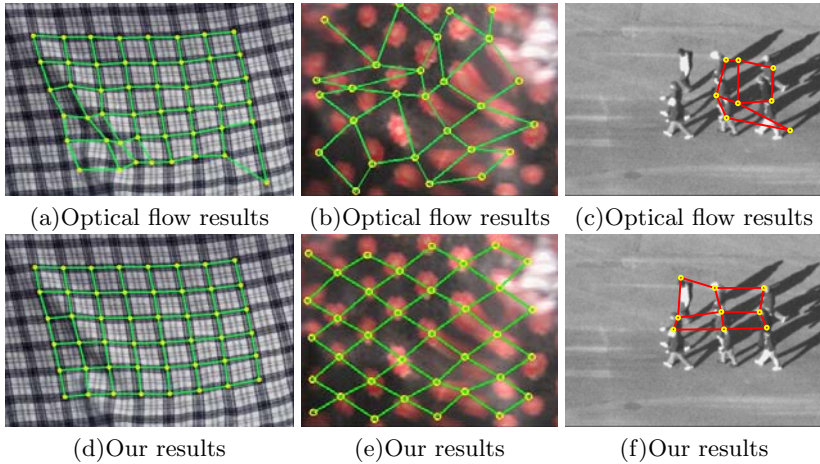 (a)Optical flow results
(b)Optical flow results
(c)Optical flow results
(d)Our results
(e)Our results
(f)Our results